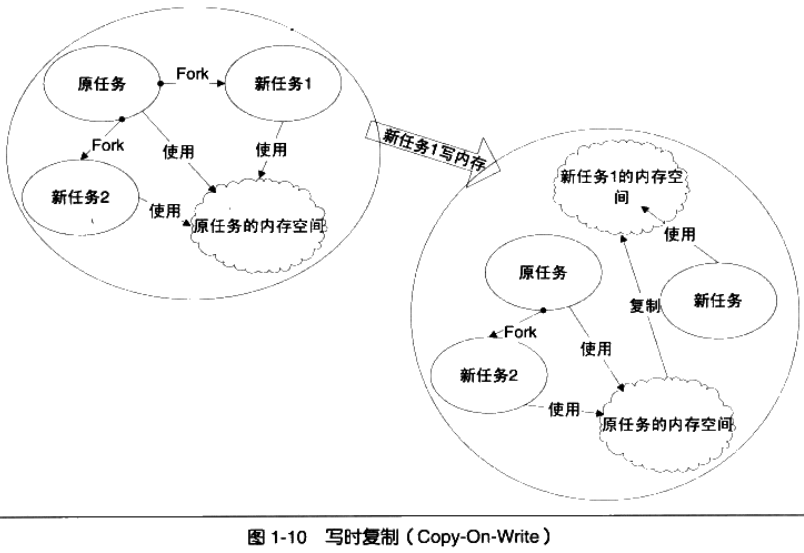 原任务
Fork
新任务1
Fork
使用
使用
新任务2
使用
原任务的内存空间
新任务1写内存
新任务1的内存空
间
使用
原任务
新任务
复制
Fork
使用
新任务2
使用
原任务的内存空间
图 1-10 写时复制（Copy-On-Write）